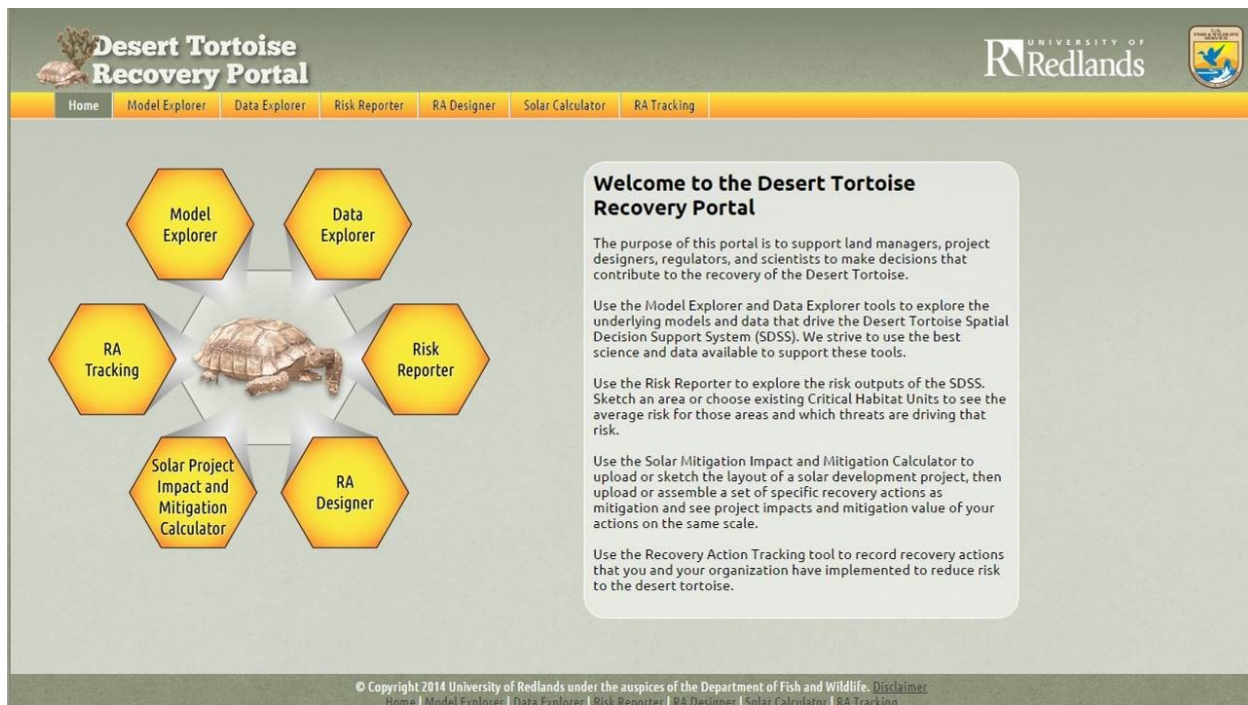 Desert Tortoise
Recovery Portal
UNIVERSITY OF
Redlands
U.S.
FISH & WILDLIFE
SERVICE
Home Model Explorer Data Explorer Risk Reporter RA Designer Solar Calculator RA Tracking
Model
Explorer
Data
Explorer
RA
Tracking
Risk
Reporter
Solar Project
Impact and
Mitigation
Calculator
RA
Designer
Welcome to the Desert Tortoise
Recovery Portal
The purpose of this portal is to support land managers, project
designers, regulators, and scientists to make decisions that
contribute to the recovery of the Desert Tortoise.
Use the Model Explorer and Data Explorer tools to explore the
underlying models and data that drive the Desert Tortoise Spatial
Decision Support System (SDSS). We strive to use the best
science and data available to support these tools.
Use the Risk Reporter to explore the risk outputs of the SDSS.
Sketch an area or choose existing Critical Habitat Units to see the
average risk for those areas and which threats are driving that
risk.
Use the Solar Mitigation Impact and Mitigation Calculator to
upload or sketch the layout of a solar development project, then
upload or assemble a set of specific recovery actions as
mitigation and see project impacts and mitigation value of your
actions on the same scale.
Use the Recovery Action Tracking tool to record recovery actions
that you and your organization have implemented to reduce risk
to the desert tortoise.
© Copyright 2014 University of Redlands under the auspices of the Department of Fish and Wildlife. Disclaimer
Home | Model Explorer | Data Explorer | Risk Reporter | RA Designer | Solar Calculator | RA Tracking